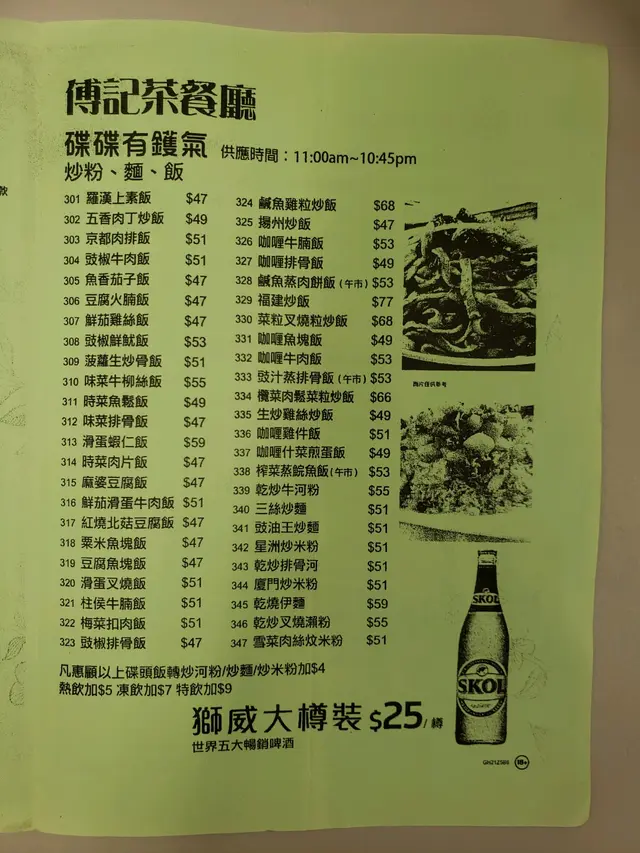 傅記茶餐廳
碟碟有鑊氣 供應時間：11:00am~10:45pm
炒粉、麵、飯
301 羅漢上素飯 $47
302 五香肉丁炒飯 $49
303 京都肉排飯 $51
304 豉椒牛肉飯 $51
305 魚香茄子飯 $47
306 豆腐火腩飯 $47
307 鮮茄雞絲飯 $47
308 豉椒鮮魷飯 $53
309 菠蘿生炒骨飯 $51
310 味菜牛柳絲飯 $55
311 時菜魚鬆飯 $49
312 味菜排骨飯 $47
313 滑蛋蝦仁飯 $59
314 時菜肉片飯 $47
315 麻婆豆腐飯 $47
316 鮮茄滑蛋牛肉飯 $51
317 紅燒北菇豆腐飯 $47
318 粟米魚塊飯 $47
319 豆腐魚塊飯 $47
320 滑蛋叉燒飯 $51
321 柱侯牛腩飯 $51
322 梅菜扣肉飯 $51
323 豉椒排骨飯 $47
324 鹹魚雞粒炒飯 $68
325 揚州炒飯 $47
326 咖喱牛腩飯 $53
327 咖喱排骨飯 $49
328 鹹魚蒸肉餅飯(午市) $53
329 福建炒飯 $77
330 菜粒叉燒粒炒飯 $68
331 咖喱魚塊飯 $49
332 咖喱牛肉飯 $53
333 豉汁蒸排骨飯(午市) $53
334 欖菜肉鬆菜粒炒飯 $66
335 生炒雞絲炒飯 $49
336 咖喱雞件飯 $51
337 咖喱什菜煎蛋飯 $49
338 榨菜蒸鯇魚飯(午市) $53
339 乾炒牛河粉 $55
340 三絲炒麵 $51
341 豉油王炒麵 $51
342 星洲炒米粉 $51
343 乾炒排骨河 $51
344 廈門炒米粉 $51
345 乾燒伊麵 $59
346 乾炒叉燒瀨粉 $55
347 雪菜肉絲炆米粉 $51
凡惠顧以上碟頭飯轉炒河粉/炒麵/炒米粉加$4
熱飲加$5 凍飲加$7 特飲加$9
獅威大樽裝 $25/樽
世界五大暢銷啤酒
SKOL
SKOL
18+